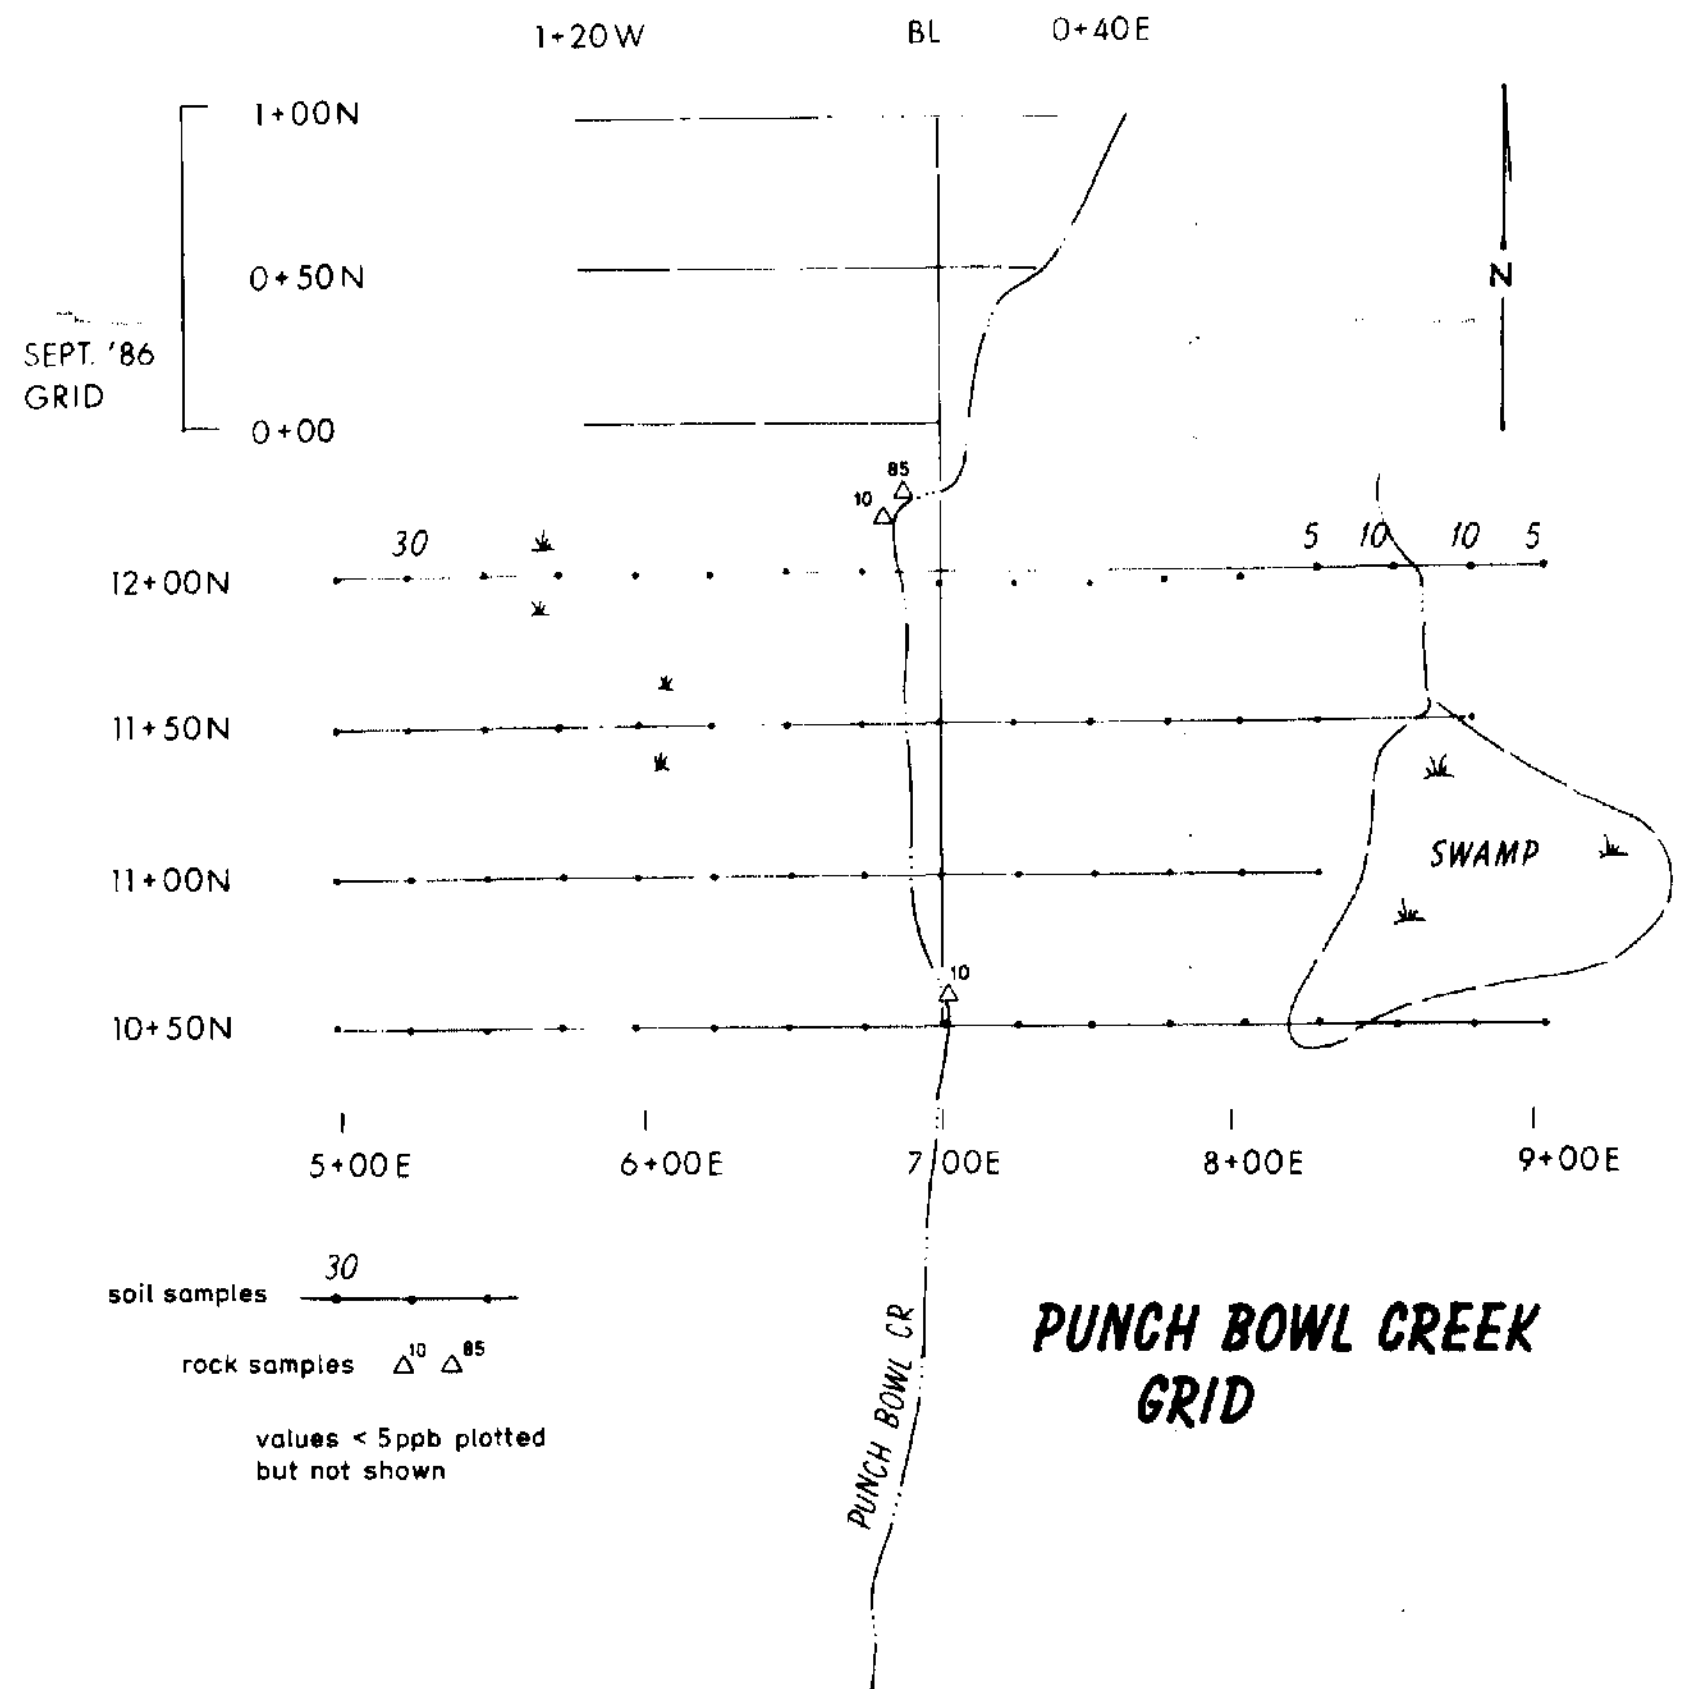 1+20W BL 0+40E
1+00N
0+50N
N
SEPT. '86
GRID
0+00
85
10
30 5 10 10 5
12+00N
11+50N
SWAMP
11+00N
10
10+50N
5+00E 6+00E 7+00E 8+00E 9+00E
30
soil samples
rock samples 10 85
values < 5ppb plotted
but not shown
PUNCH BOWL CR
PUNCH BOWL CREEK
GRID